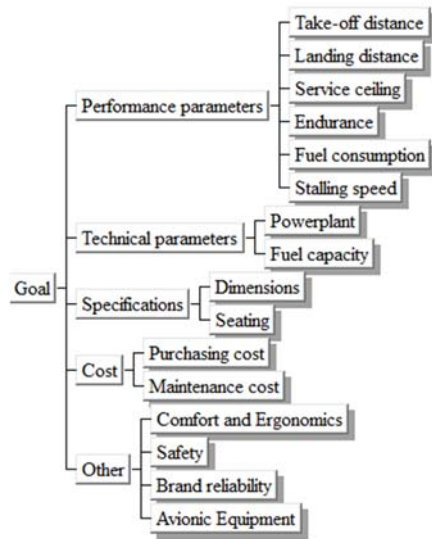 Goal
Performance parameters
Take-off distance
Landing distance
Service ceiling
Endurance
Fuel consumption
Stalling speed
Technical parameters
Powerplant
Fuel capacity
Specifications
Dimensions
Seating
Cost
Purchasing cost
Maintenance cost
Other
Comfort and Ergonomics
Safety
Brand reliability
Avionic Equipment